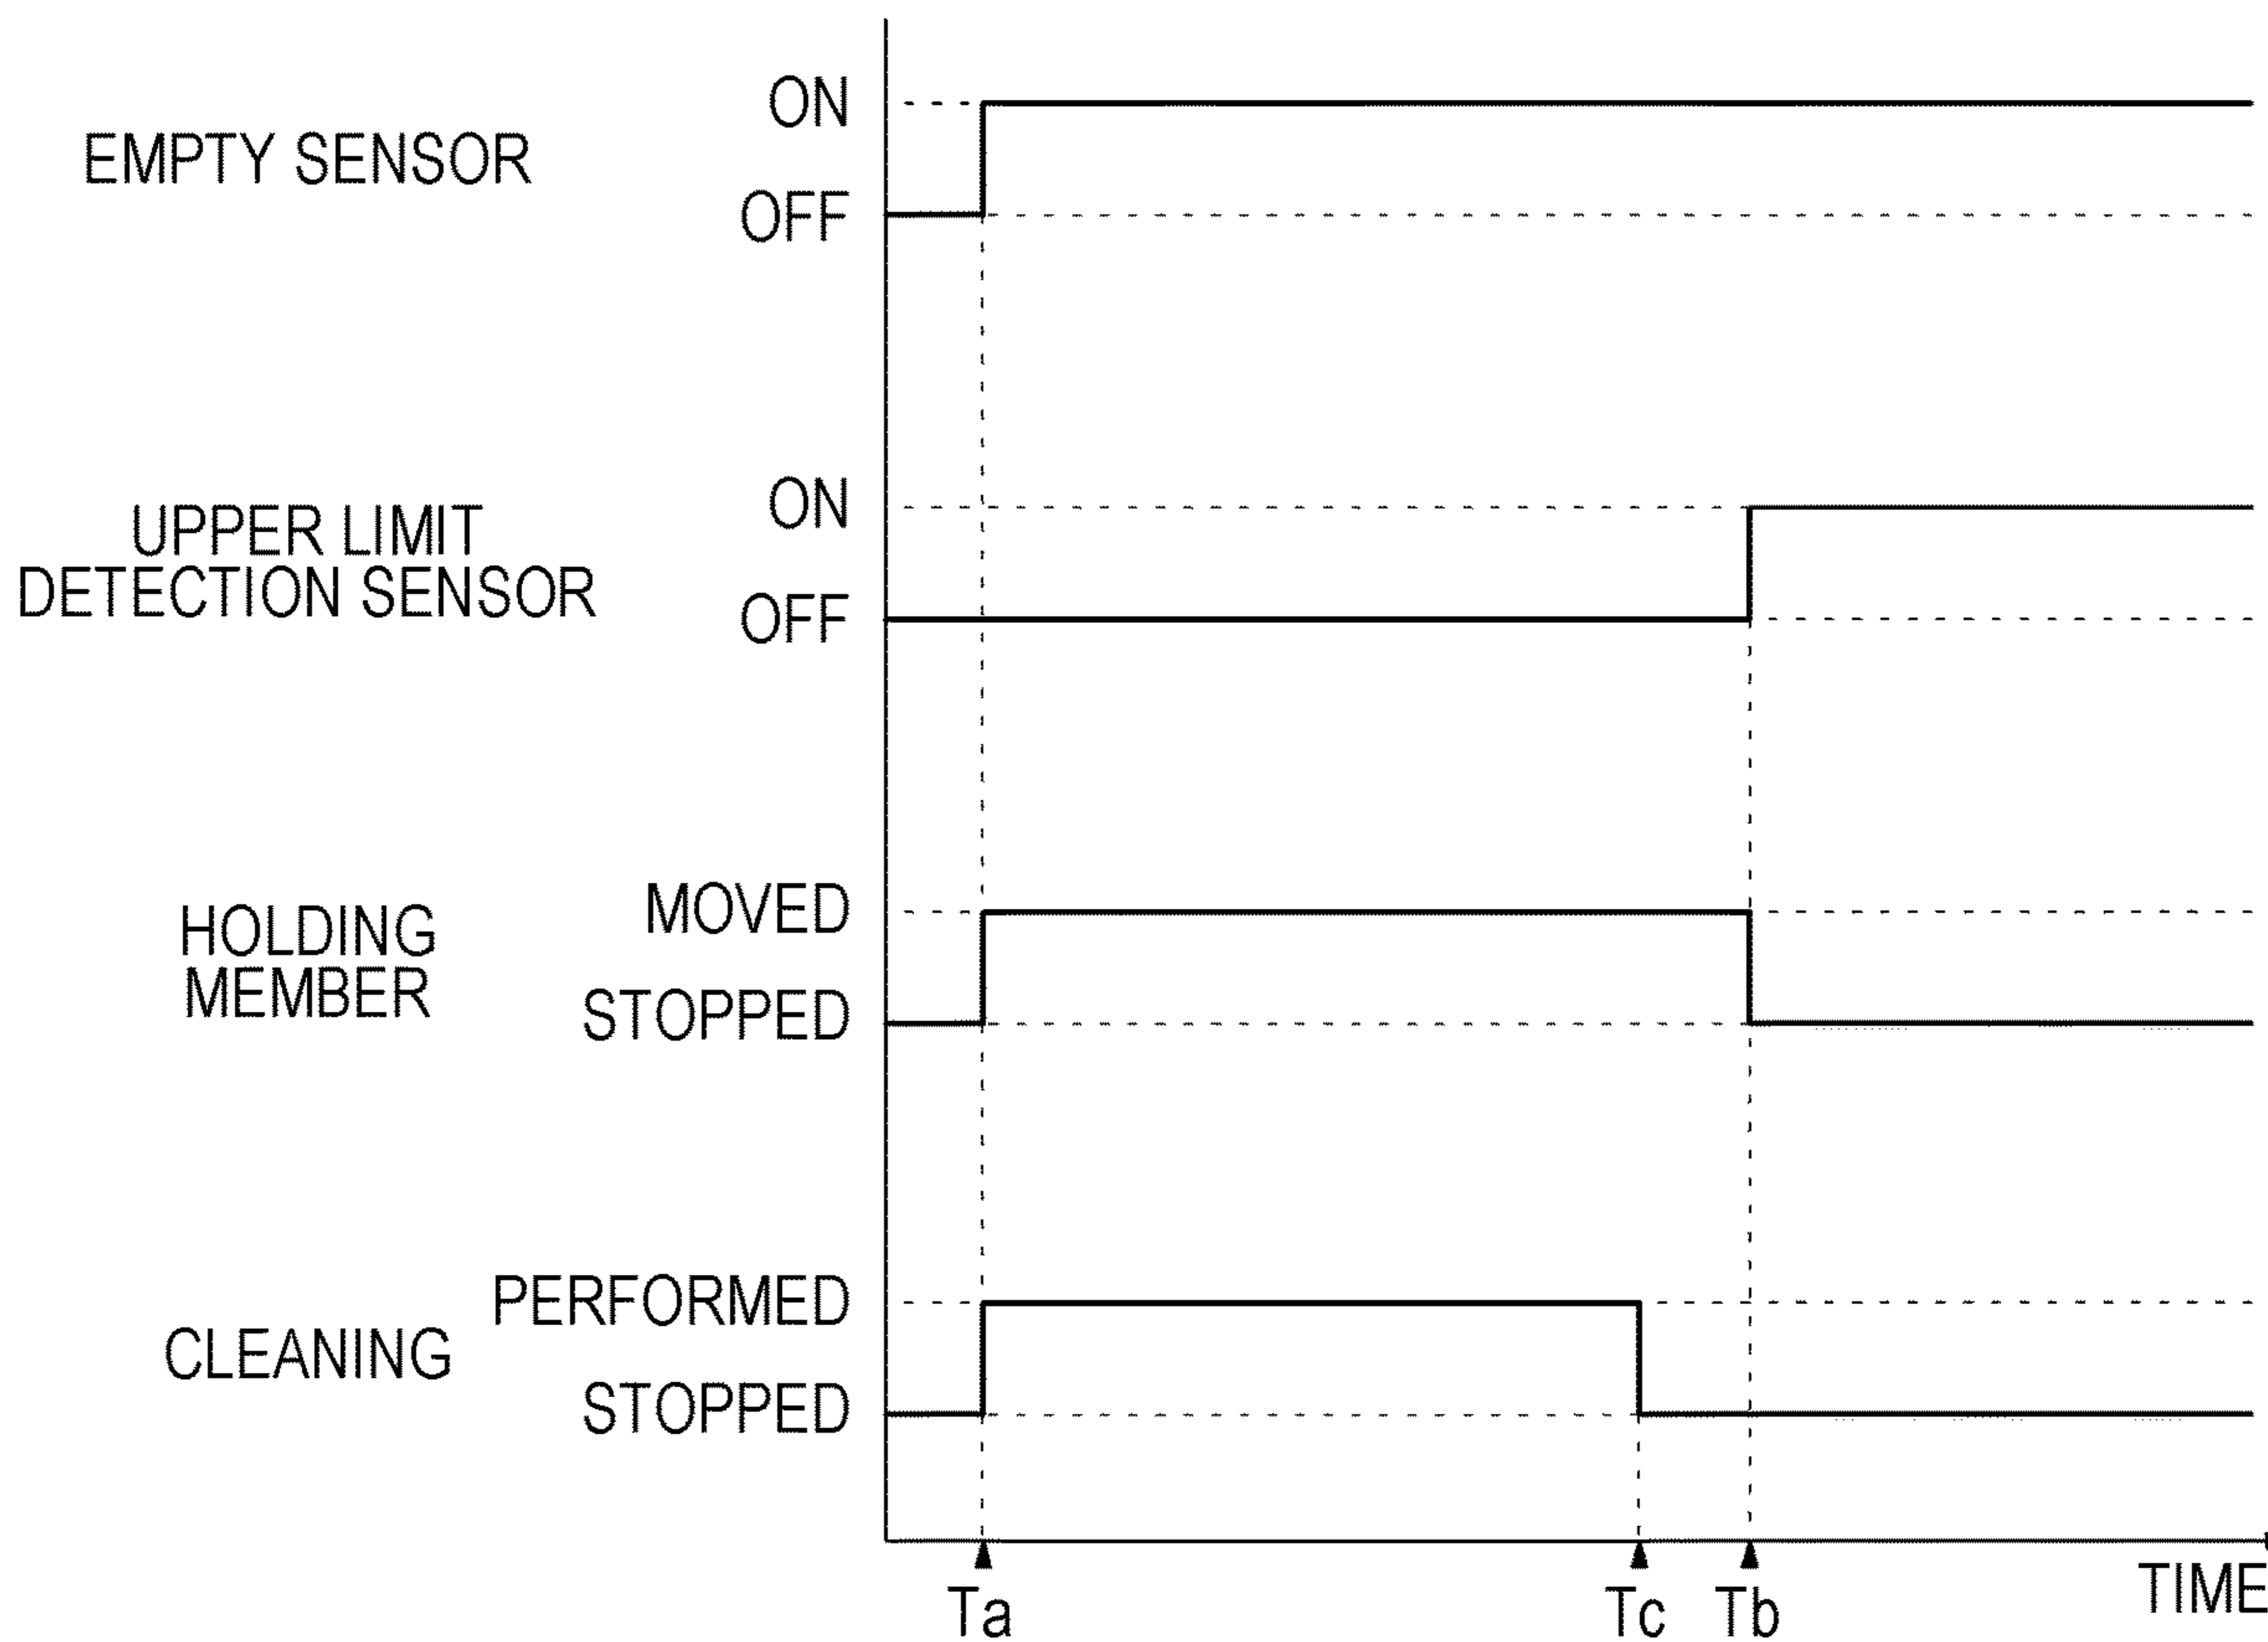 ON
EMPTY SENSOR
OFF
ON
UPPER LIMIT
DETECTION SENSOR
OFF
MOVED
HOLDING
MEMBER
STOPPED
PERFORMED
CLEANING
STOPPED
Ta
Tc
Tb
TIME